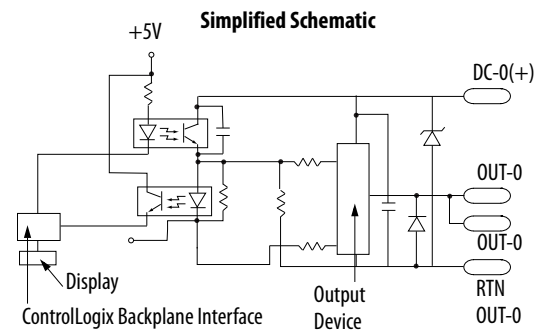 Simplified Schematic
+5V
DC-0(+)
OUT-0
OUT-0
RTN
OUT-0
Display
Output
Device
ControlLogix Backplane Interface